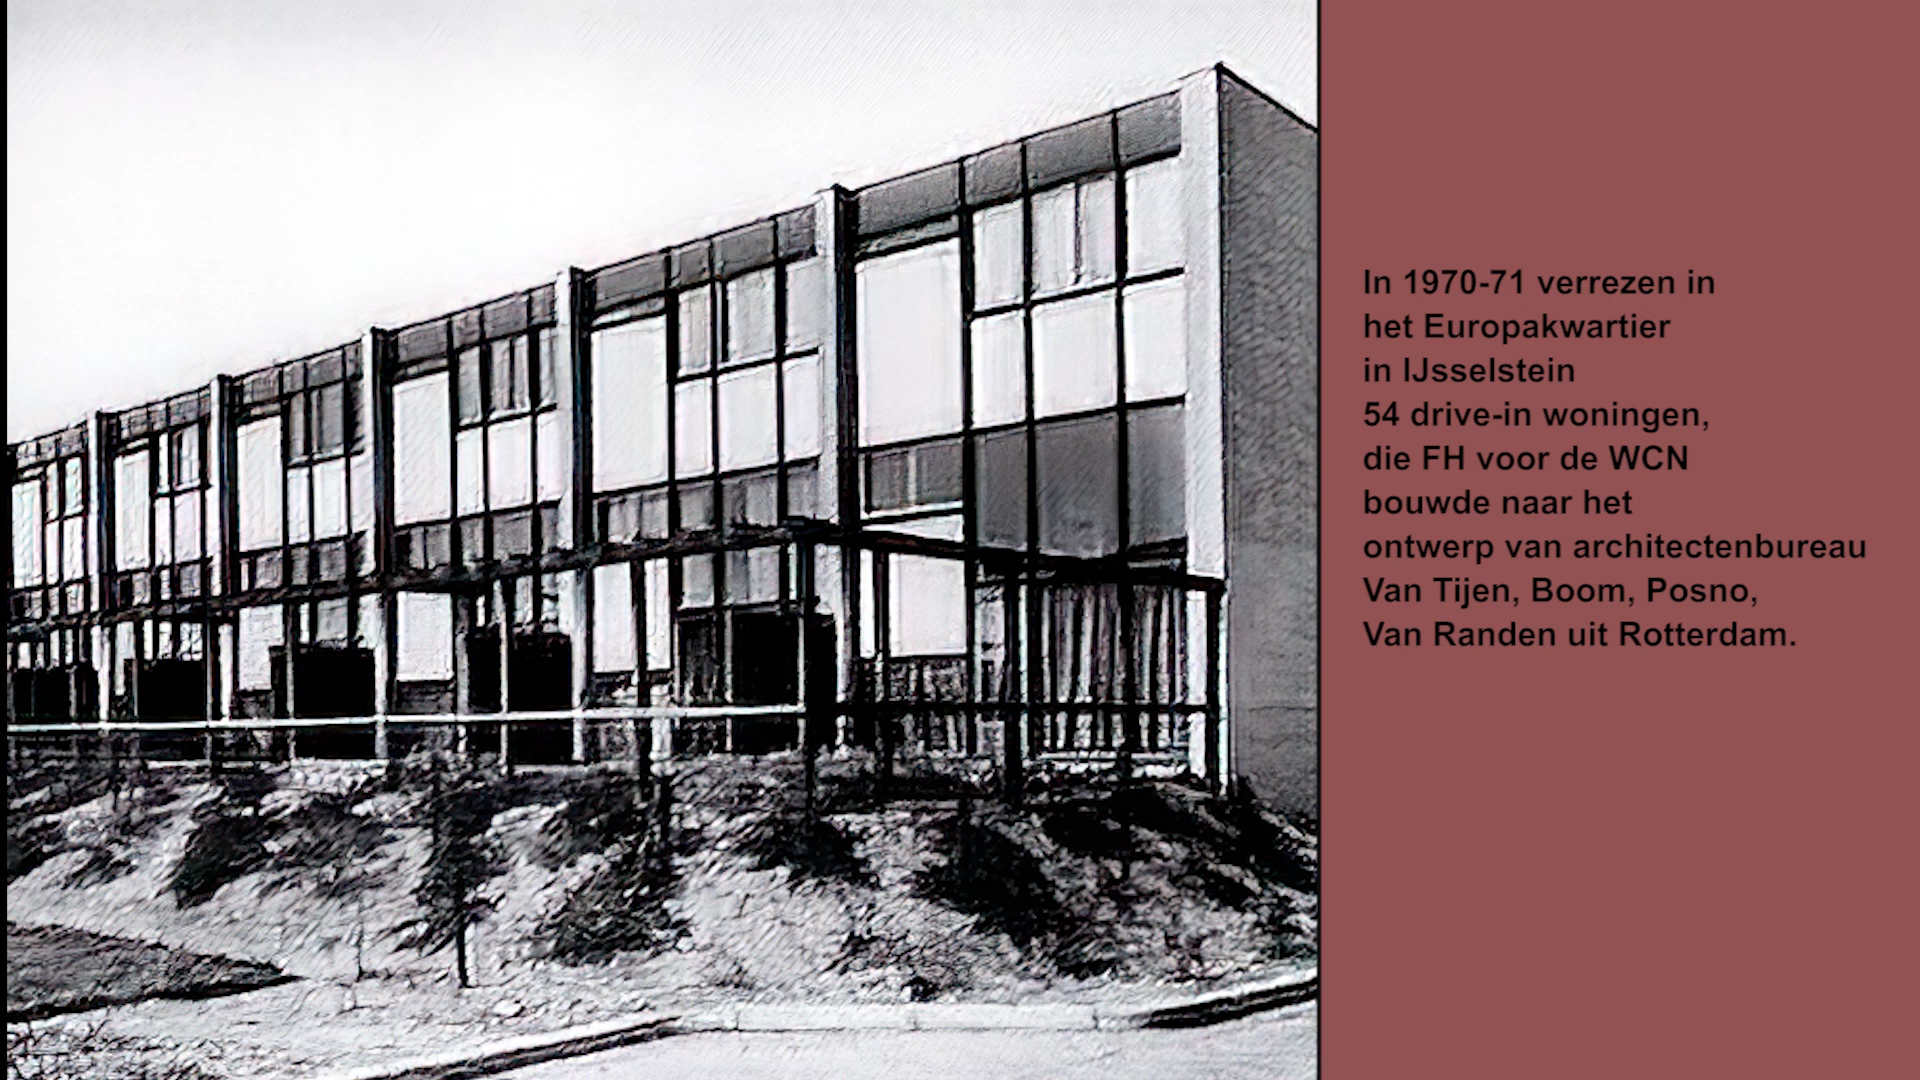 In 1970-71 verrezen in
het Europakwartier
in IJsselstein
54 drive-in woningen,
die FH voor de WCN
bouwde naar het
ontwerp van architectenbureau
Van Tijen, Boom, Posno,
Van Randen uit Rotterdam.